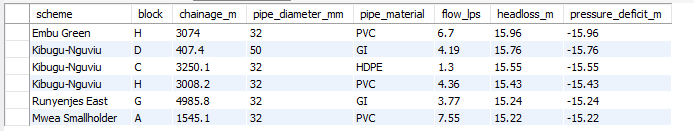 scheme block chainage_m pipe_diameter_mm pipe_material flow_lps headloss_m pressure_deficit_m
Embu Green H 3074 32 PVC 6.7 15.96 -15.96
Kibugu-Nguviu D 407.4 50 GI 4.19 15.76 -15.76
Kibugu-Nguviu C 3250.1 32 HDPE 1.3 15.55 -15.55
Kibugu-Nguviu H 3008.2 32 PVC 4.36 15.43 -15.43
Runyenjes East G 4985.8 32 GI 3.77 15.24 -15.24
Mwea Smallholder A 1545.1 32 PVC 7.55 15.22 -15.22